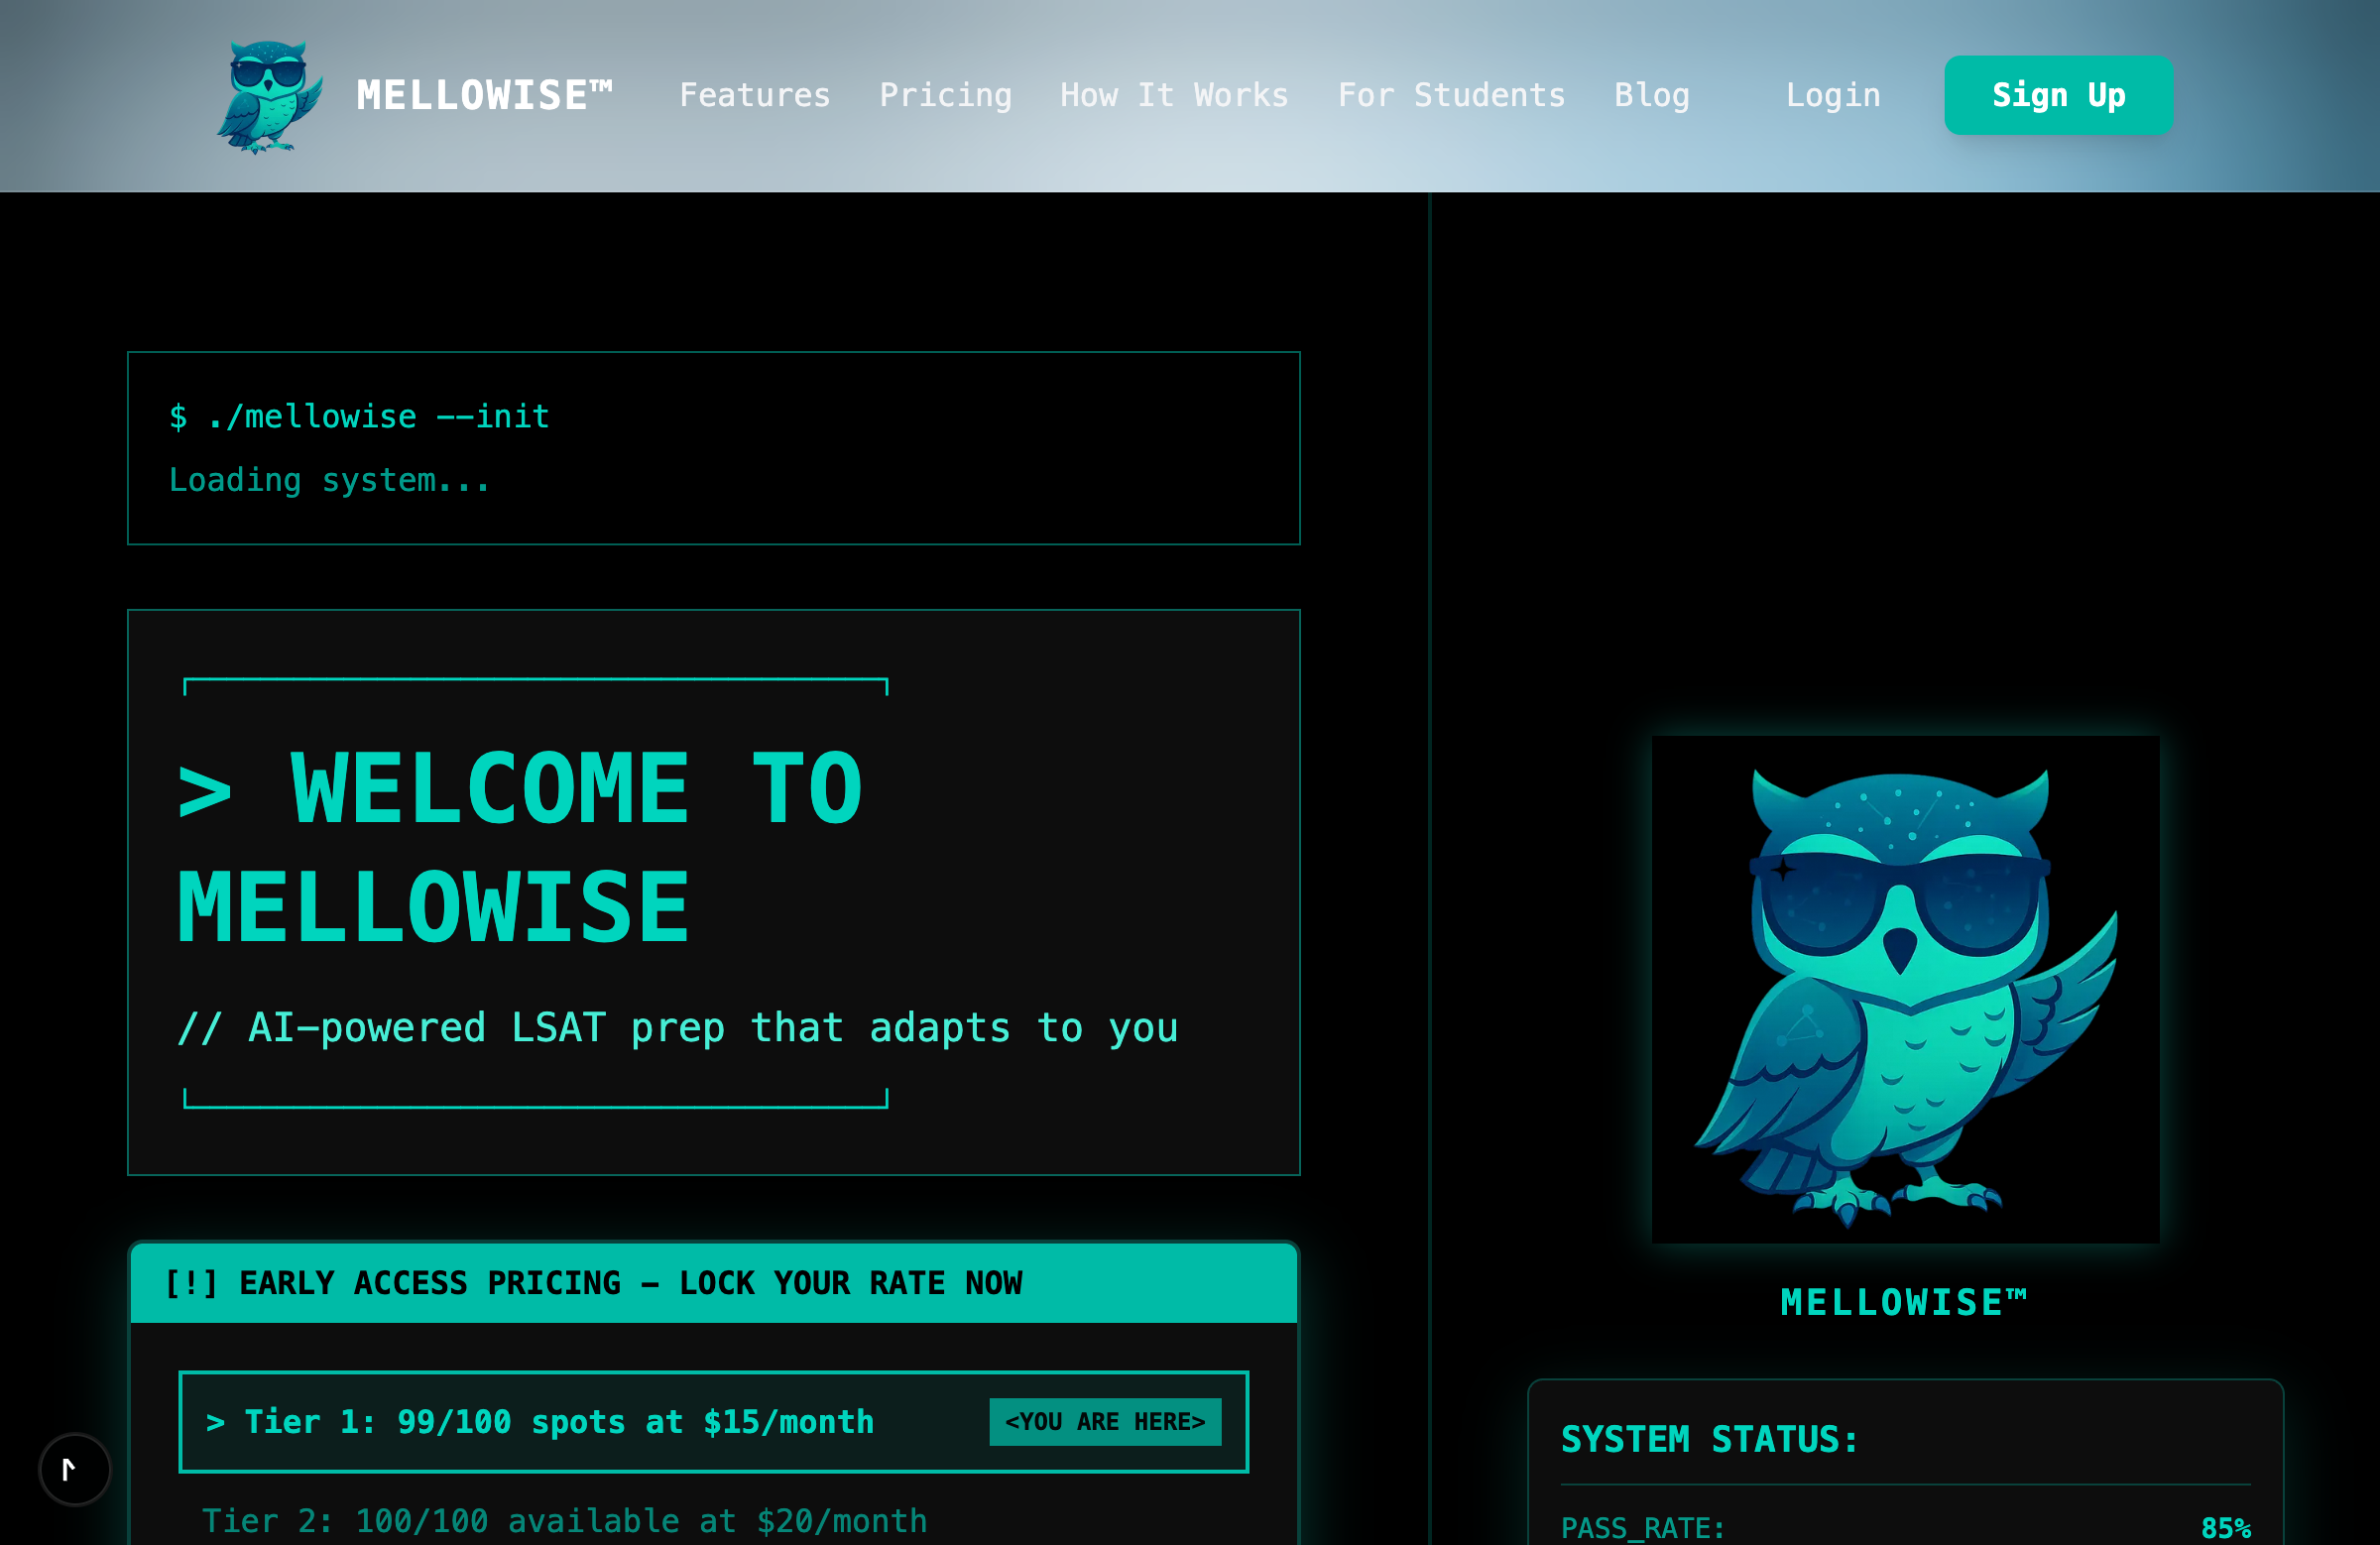 MELLOWISE™ Features Pricing How It Works For Students Blog Login Sign Up
$ ./mellowise --init
Loading system...
> WELCOME TO
MELLOWISE
// AI-powered LSAT prep that adapts to you
[!] EARLY ACCESS PRICING - LOCK YOUR RATE NOW
> Tier 1: 99/100 spots at $15/month <YOU ARE HERE>
Tier 2: 100/100 available at $20/month
MELLOWISE™
SYSTEM STATUS:
PASS_RATE: 85%